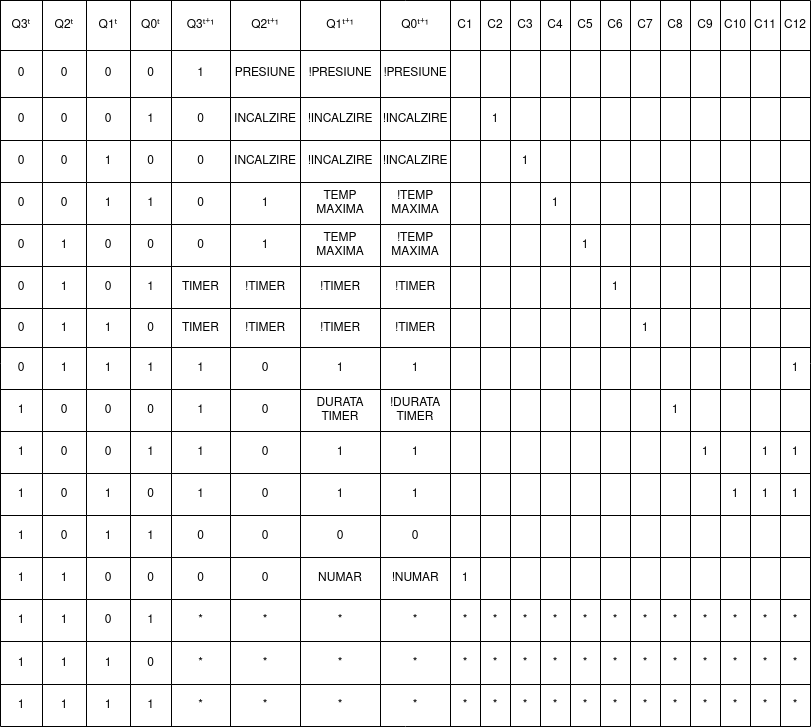 Q3ᵗ Q2ᵗ Q1ᵗ Q0ᵗ Q3ᵗ⁺¹ Q2ᵗ⁺¹ Q1ᵗ⁺¹ Q0ᵗ⁺¹ C1 C2 C3 C4 C5 C6 C7 C8 C9 C10 C11 C12
0 0 0 0 1 PRESIUNE !PRESIUNE !PRESIUNE
0 0 0 1 0 INCALZIRE !INCALZIRE !INCALZIRE 1
0 0 1 0 0 INCALZIRE !INCALZIRE !INCALZIRE 1
0 0 1 1 0 1 TEMP MAXIMA !TEMP MAXIMA 1
0 1 0 0 0 1 TEMP MAXIMA !TEMP MAXIMA 1
0 1 0 1 TIMER !TIMER !TIMER !TIMER 1
0 1 1 0 TIMER !TIMER !TIMER !TIMER 1
0 1 1 1 1 0 1 1 1
1 0 0 0 1 0 DURATA TIMER !DURATA TIMER 1
1 0 0 1 1 0 1 1 1 1 1
1 0 1 0 1 0 1 1 1 1 1
1 0 1 1 0 0 0 0
1 1 0 0 0 0 NUMAR !NUMAR 1
1 1 0 1 * * * * * * * * * * * * * * * *
1 1 1 0 * * * * * * * * * * * * * * * *
1 1 1 1 * * * * * * * * * * * * * * * *